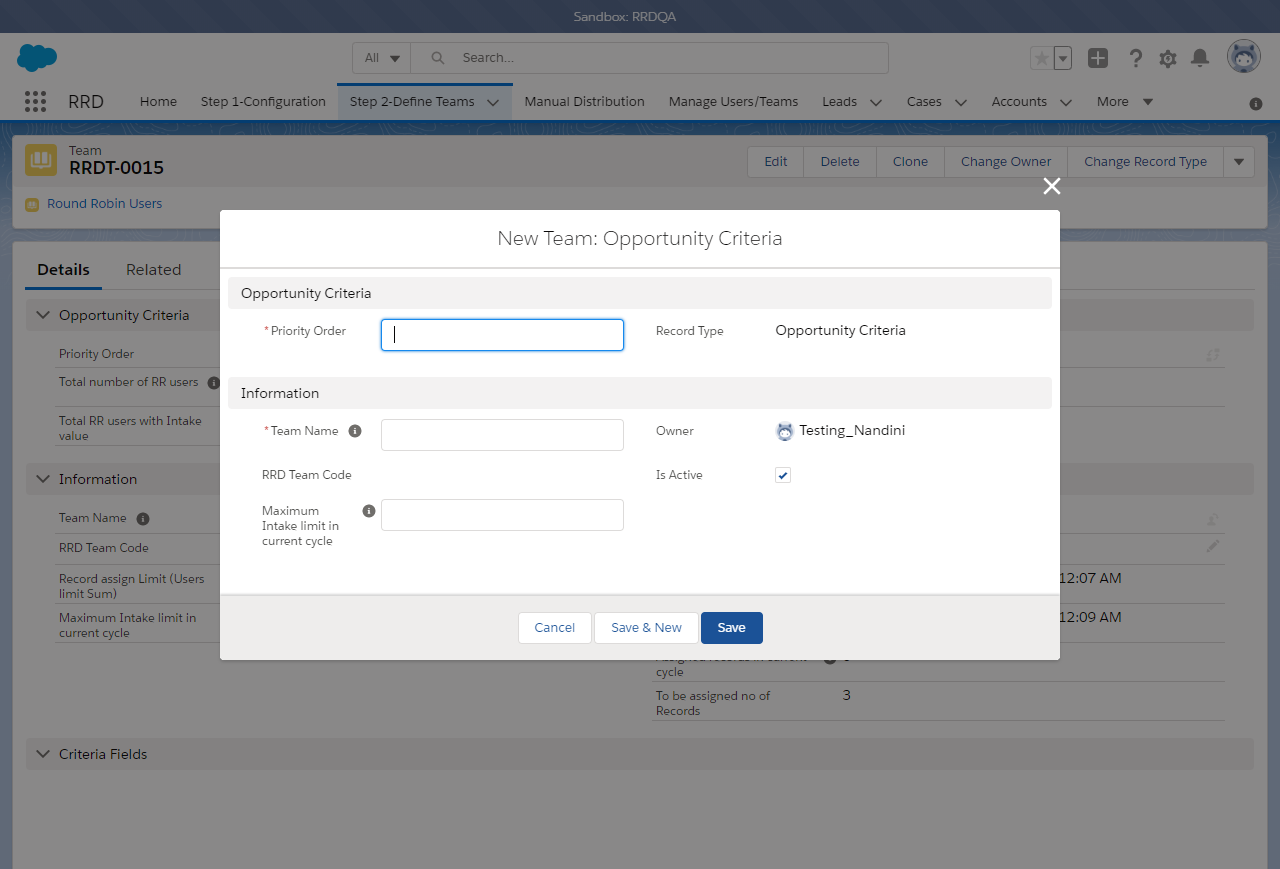 Sandbox: RRDQA
All
Search...
RRD
Home
Step 1-Configuration
Step 2-Define Teams
Manual Distribution
Manage Users/Teams
Leads
Cases
Accounts
More
Team
RRDT-0015
Edit
Delete
Clone
Change Owner
Change Record Type
Round Robin Users
Details
Related
Opportunity Criteria
Priority Order
Total number of RR users
Total RR users with Intake
value
Information
Team Name
RRD Team Code
Record assign Limit (Users
limit Sum)
Maximum Intake limit in
current cycle
New Team: Opportunity Criteria
Opportunity Criteria
*Priority Order
Record Type
Opportunity Criteria
Information
*Team Name
Owner
Testing_Nandini
RRD Team Code
Is Active
Maximum
Intake limit in
current cycle
Cancel
Save & New
Save
12:07 AM
12:09 AM
cycle
To be assigned no of
Records
3
Criteria Fields